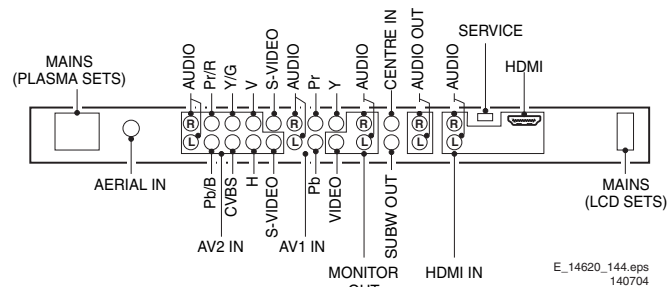 MAINS
(PLASMA SETS)
AUDIO
Pr/R
Y/G
V
S-VIDEO
AUDIO
Pr
Y
AUDIO
CENTRE IN
AUDIO OUT
AUDIO
SERVICE
HDMI
R
R
R
R
R
L
L
L
L
L
AERIAL IN
Pb/B
CVBS
H
S-VIDEO
Pb
VIDEO
SUBW OUT
MAINS
(LCD SETS)
AV2 IN
AV1 IN
MONITOR
HDMI IN
E_14620_144.eps
140704